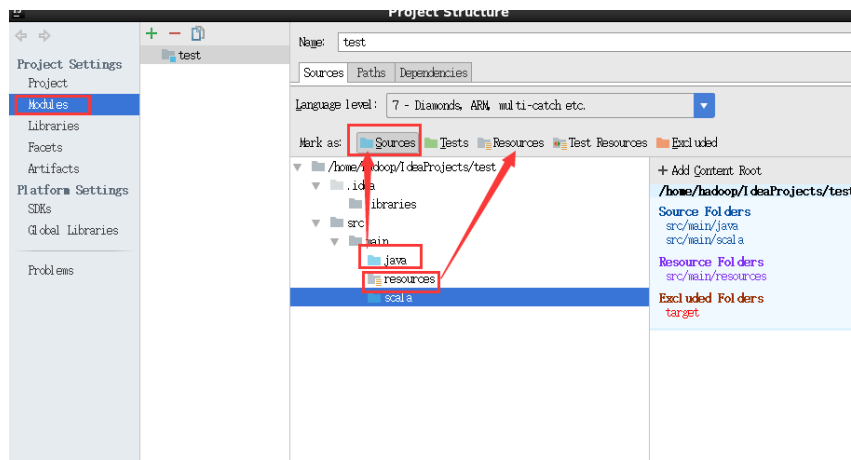 Project Structure
Project Settings
Project
Modules
Libraries
Facets
Artifacts
Platform Settings
SDKs
Global Libraries
Problems
test
Name: test
Sources Paths Dependencies
Language level: 7 - Diamonds, ARM, multi-catch etc.
Mark as: Sources Tests Resources Test Resources Excluded
/home/hadoop/IdeaProjects/test
.idea
libraries
src
main
java
resources
scala
+ Add Content Root
/home/hadoop/IdeaProjects/test
Source Folders
src/main/java
src/main/scala
Resource Folders
src/main/resources
Excluded Folders
target